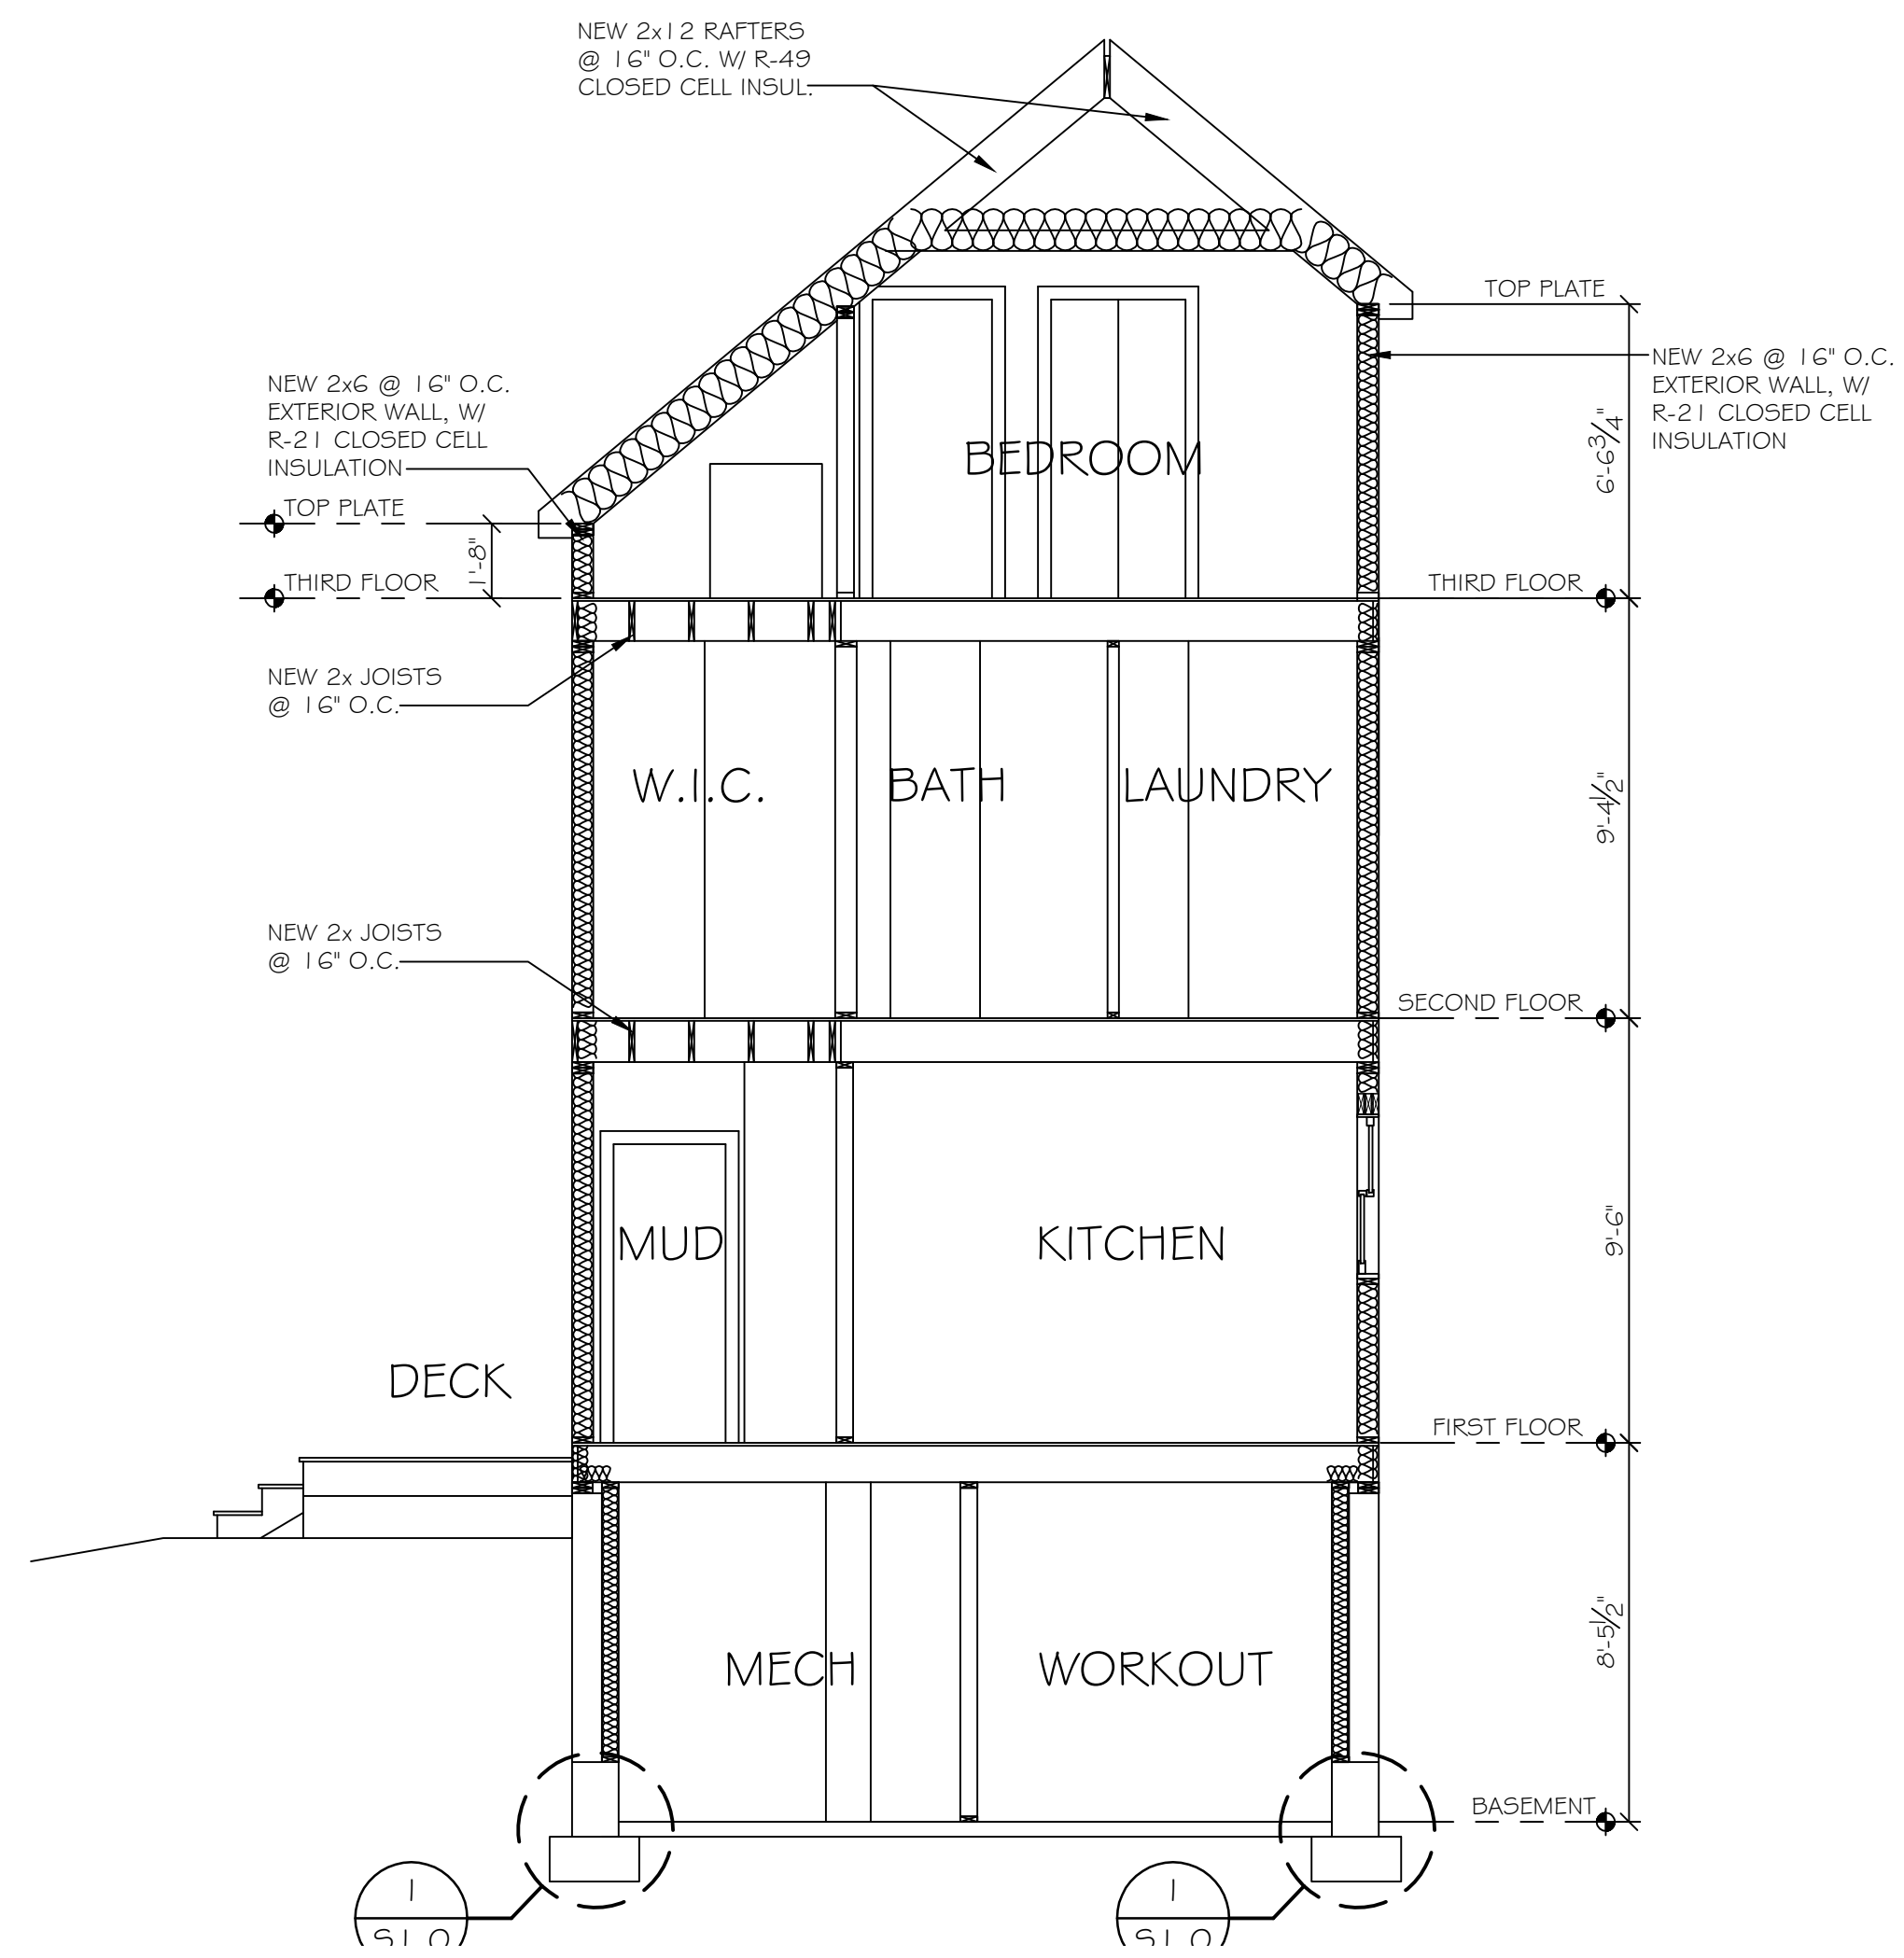 NEW 2x12 RAFTERS
@ 16" O.C. W/ R-49
CLOSED CELL INSUL.
TOP PLATE
NEW 2x6 @ 16" O.C.
EXTERIOR WALL, W/
R-21 CLOSED CELL
INSULATION
6'-6 3/4"
NEW 2x6 @ 16" O.C.
EXTERIOR WALL, W/
R-21 CLOSED CELL
INSULATION
BEDROOM
TOP PLATE
1'-8"
THIRD FLOOR
THIRD FLOOR
NEW 2x JOISTS
@ 16" O.C.
W.I.C.
BATH
LAUNDRY
9'-4 1/2"
NEW 2x JOISTS
@ 16" O.C.
SECOND FLOOR
MUD
KITCHEN
9'-6"
DECK
FIRST FLOOR
MECH
WORKOUT
8'-5 1/2"
BASEMENT
1
S1.0
1
S1.0